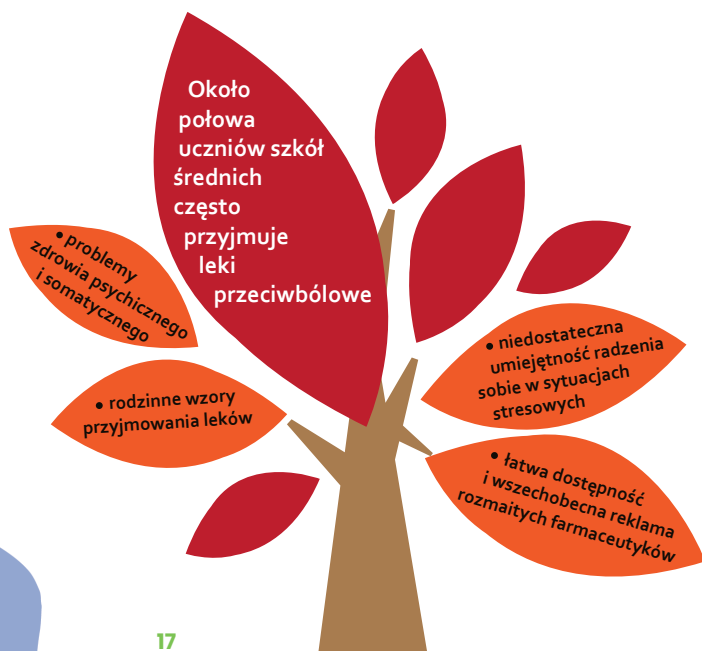 Około
połowa
uczniów szkół
średnich
często
przyjmuje
leki
przeciwbólowe
• problemy
zdrowia psychicznego
i somatycznego
• rodzinne wzory
przyjmowania leków
• niedostateczna
umiejętność radzenia
sobie w sytuacjach
stresowych
• łatwa dostępność
i wszechobecna reklama
rozmaitych farmaceutyków
17